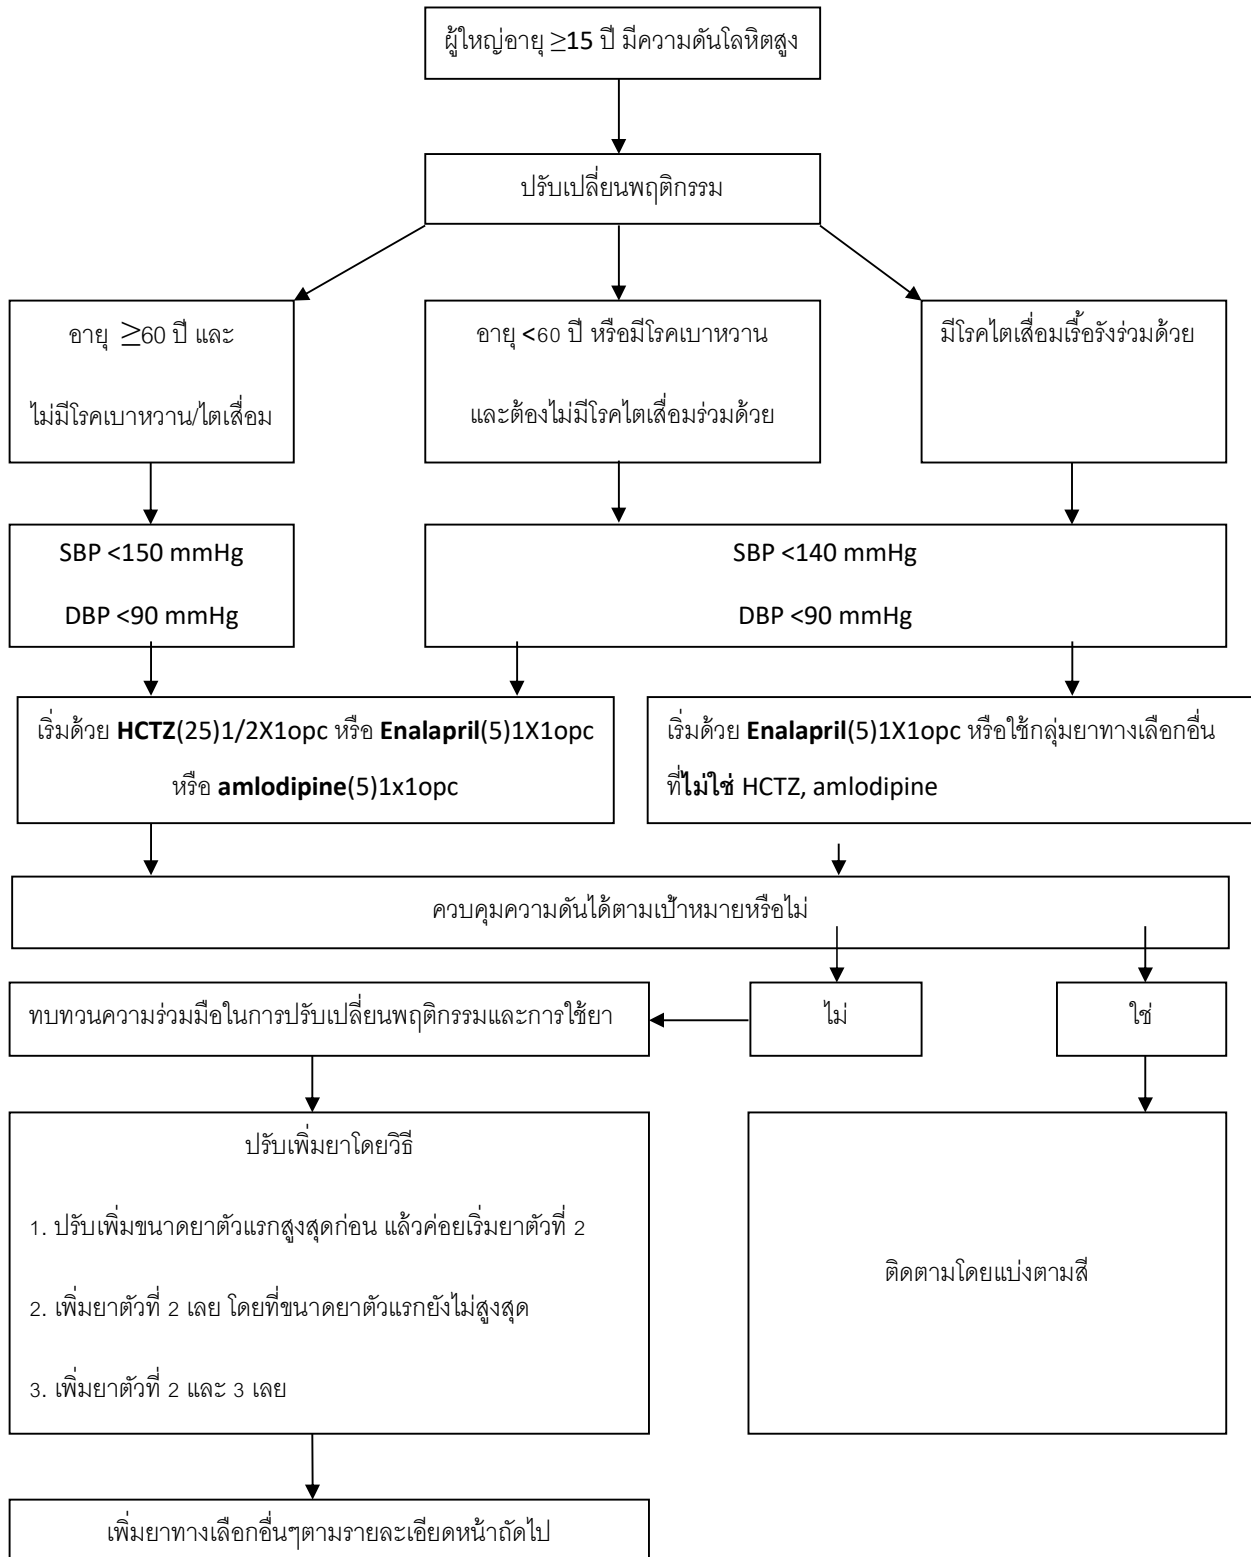 ผู้ใหญ่อายุ ≥15 ปี มีความดันโลหิตสูง
ปรับเปลี่ยนพฤติกรรม
อายุ ≥60 ปี และ
ไม่มีโรคเบาหวาน/ไตเสื่อม
อายุ <60 ปี หรือมีโรคเบาหวาน
และต้องไม่มีโรคไตเสื่อมร่วมด้วย
มีโรคไตเสื่อมเรื้อรังร่วมด้วย
SBP <150 mmHg
DBP <90 mmHg
SBP <140 mmHg
DBP <90 mmHg
เริ่มด้วย HCTZ(25)1/2X1opc หรือ Enalapril(5)1X1opc
หรือ amlodipine(5)1x1opc
เริ่มด้วย Enalapril(5)1X1opc หรือใช้กลุ่มยาทางเลือกอื่น
ที่ไม่ใช่ HCTZ, amlodipine
ควบคุมความดันได้ตามเป้าหมายหรือไม่
ทบทวนความร่วมมือในการปรับเปลี่ยนพฤติกรรมและการใช้ยา
ไม่
ใช่
ปรับเพิ่มยาโดยวิธี
1. ปรับเพิ่มขนาดยาตัวแรกสูงสุดก่อน แล้วค่อยเริ่มยาตัวที่ 2
2. เพิ่มยาตัวที่ 2 เลย โดยที่ขนาดยาตัวแรกยังไม่สูงสุด
3. เพิ่มยาตัวที่ 2 และ 3 เลย
ติดตามโดยแบ่งตามสี
เพิ่มยาทางเลือกอื่นๆตามรายละเอียดหน้าถัดไป